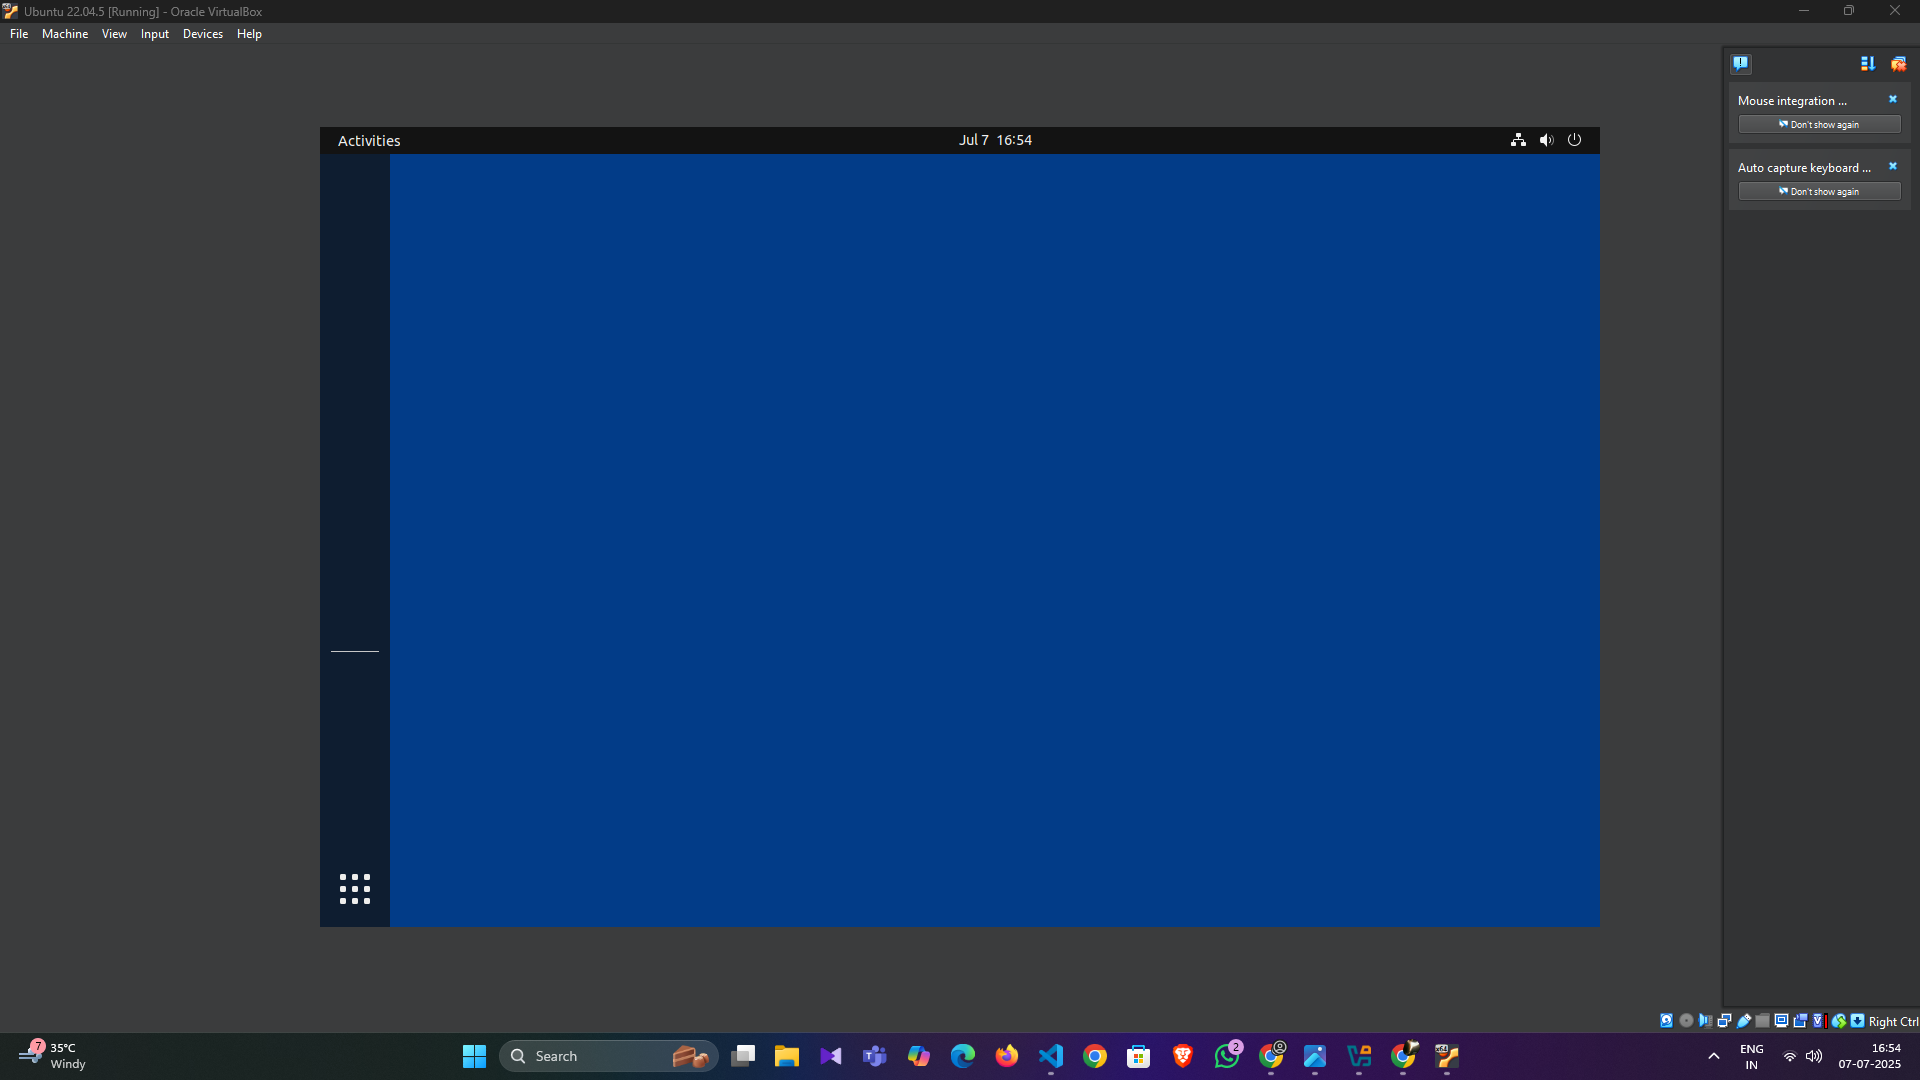 Ubuntu 22.04.5 [Running] - Oracle VirtualBox
File Machine View Input Devices Help
Mouse integration ...
Don't show again
Auto capture keyboard ...
Don't show again
Activities
Jul 7 16:54
Right Ctrl
7
35°C
Windy
Search
2
ENG
IN
16:54
07-07-2025